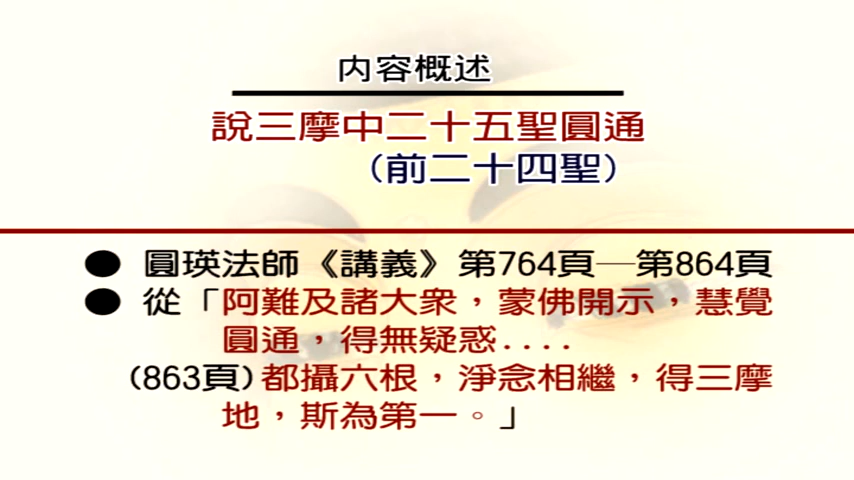 內容概述
說三摩中二十五聖圓通
(前二十四聖)
● 圓瑛法師《講義》第764頁—第864頁
● 從「阿難及諸大眾，蒙佛開示，慧覺
圓通，得無疑惑....
(863頁)都攝六根，淨念相繼，得三摩
地，斯為第一。」